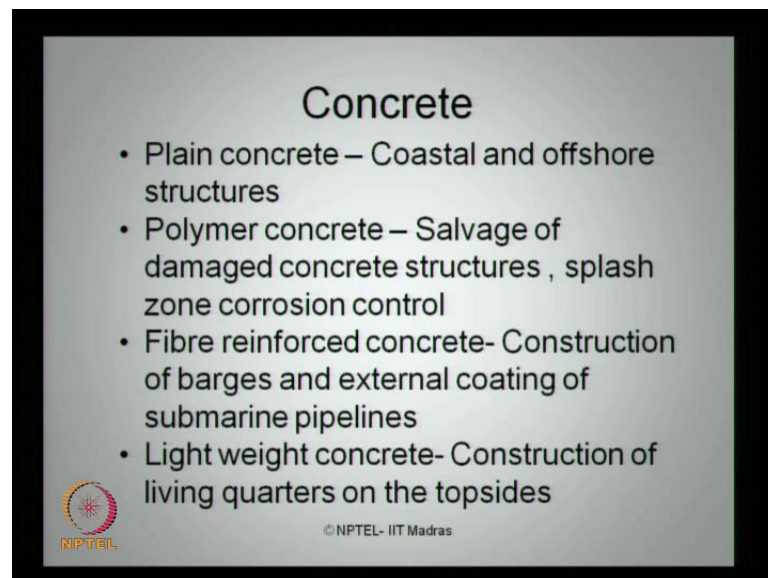 Concrete
• Plain concrete – Coastal and offshore
structures
• Polymer concrete – Salvage of
damaged concrete structures , splash
zone corrosion control
• Fibre reinforced concrete- Construction
of barges and external coating of
submarine pipelines
• Light weight concrete- Construction of
living quarters on the topsides
© NPTEL- IIT Madras
NPTEL